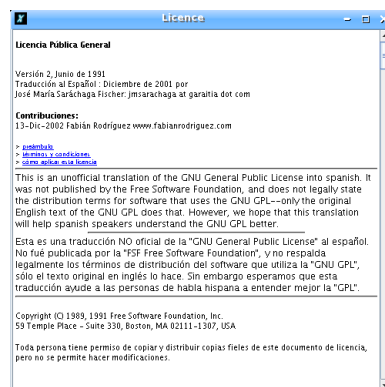 Licence
Licencia Pública General
Versión 2, Junio de 1991
Traducción al Español : Diciembre de 2001 por
José María Saráchaga Fischer: jmsarachaga at garaitia dot com
Contribuciones:
13-Dic-2002 Fabián Rodríguez www.fabianrodriguez.com
> preámbulo
> términos y condiciones
> cómo aplicar esta licencia
This is an unofficial translation of the GNU General Public License into spanish. It
was not published by the Free Software Foundation, and does not legally state
the distribution terms for software that uses the GNU GPL--only the original
English text of the GNU GPL does that. However, we hope that this translation
will help spanish speakers understand the GNU GPL better.
Esta es una traducción NO oficial de la "GNU General Public License" al español.
No fué publicada por la "FSF Free Software Foundation", y no respalda
legalmente los términos de distribución del software que utiliza la "GNU GPL",
sólo el texto original en inglés lo hace. Sin embargo esperamos que esta
traducción ayude a las personas de habla hispana a entender mejor la "GPL".
Copyright (C) 1989, 1991 Free Software Foundation, Inc.
59 Temple Place - Suite 330, Boston, MA 02111-1307, USA
Toda persona tiene permiso de copiar y distribuir copias fieles de este documento de licencia,
pero no se permite hacer modificaciones.